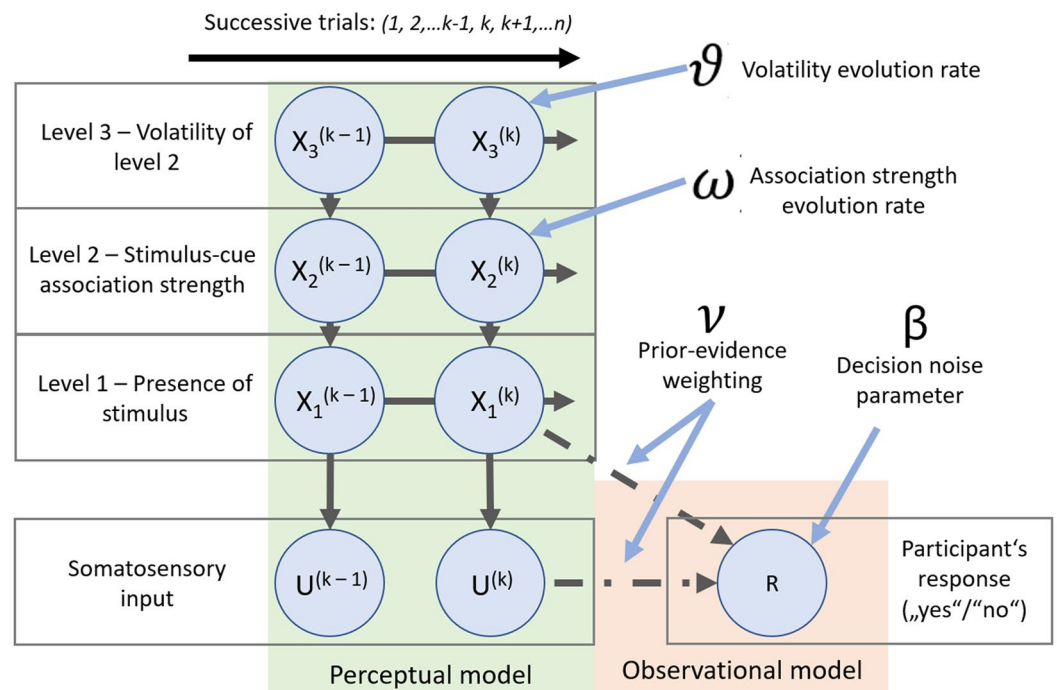 Successive trials: (1, 2,...k-1, k, k+1,...n)
ϑ Volatility evolution rate
Level 3 – Volatility of
level 2
X₃⁽ᵏ ⁻ ¹⁾
X₃⁽ᵏ⁾
ω Association strength
evolution rate
Level 2 – Stimulus-cue
association strength
X₂⁽ᵏ ⁻ ¹⁾
X₂⁽ᵏ⁾
ν
Prior-evidence
weighting
β
Decision noise
parameter
Level 1 – Presence of
stimulus
X₁⁽ᵏ ⁻ ¹⁾
X₁⁽ᵏ⁾
Somatosensory
input
U⁽ᵏ ⁻ ¹⁾
U⁽ᵏ⁾
R
Participant‘s
response
(„yes“/“no“)
Perceptual model
Observational model